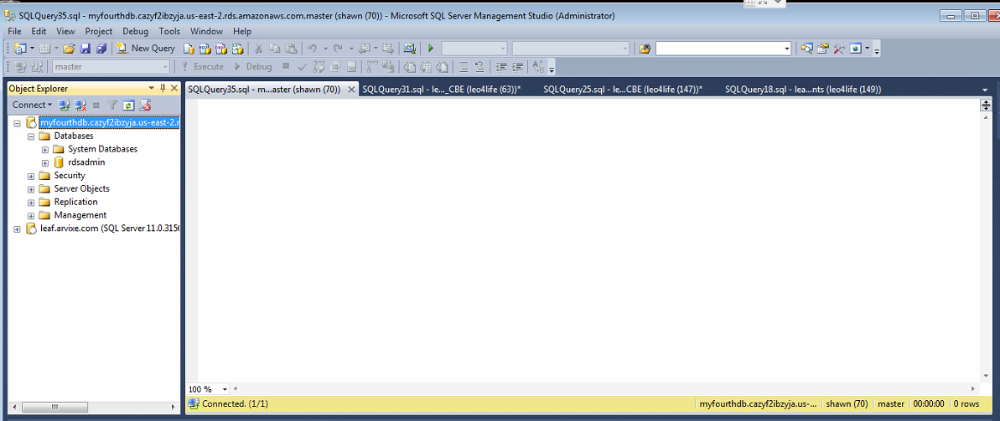 SQLQuery35.sql - myfourthdb.cazyf2ibzyja.us-east-2.rds.amazonaws.com.master (shawn (70)) - Microsoft SQL Server Management Studio (Administrator)
File Edit View Project Debug Tools Window Help
New Query
master Execute Debug
Object Explorer
SQLQuery35.sql - m...aster (shawn (70)) SQLQuery31.sql - le..._CBE (leo4life (63))* SQLQuery25.sql - le...CBE (leo4life (147))* SQLQuery18.sql - lea...nts (leo4life (149))
Connect
myfourthdb.cazyf2ibzyja.us-east-2.r
Databases
System Databases
rdsadmin
Security
Server Objects
Replication
Management
leaf.arvixe.com (SQL Server 11.0.3156
100 %
Connected. (1/1) myfourthdb.cazyf2ibzyja.us-... shawn (70) master 00:00:00 0 rows